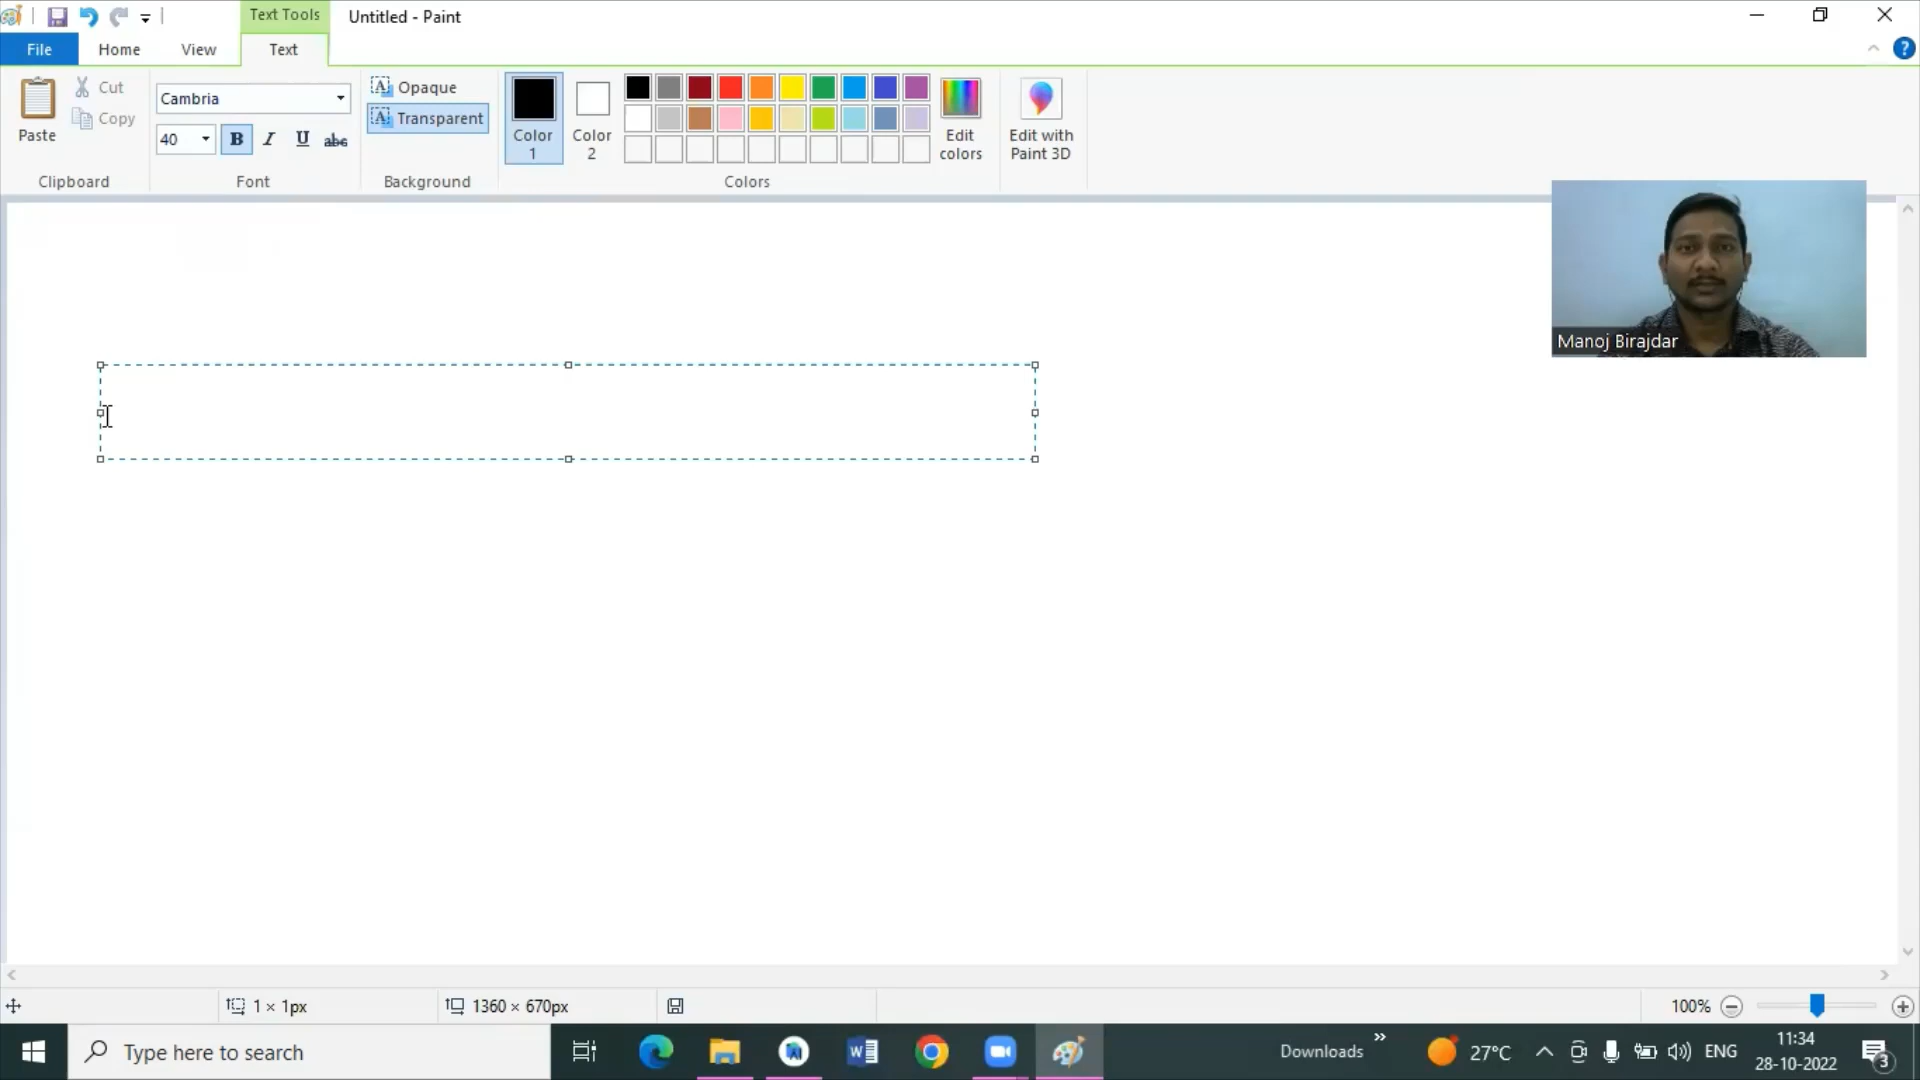 Text Tools
Untitled - Paint
File
Home
View
Text
Paste
Cut
Copy
Clipboard
Cambria
40
B
I
U
abc
Font
Opaque
Transparent
Background
Color
1
Color
2
Colors
Edit
colors
Edit with
Paint 3D
Manoj Birajdar
1 × 1px
1360 × 670px
100%
Type here to search
Downloads
27°C
ENG
11:34
28-10-2022
3